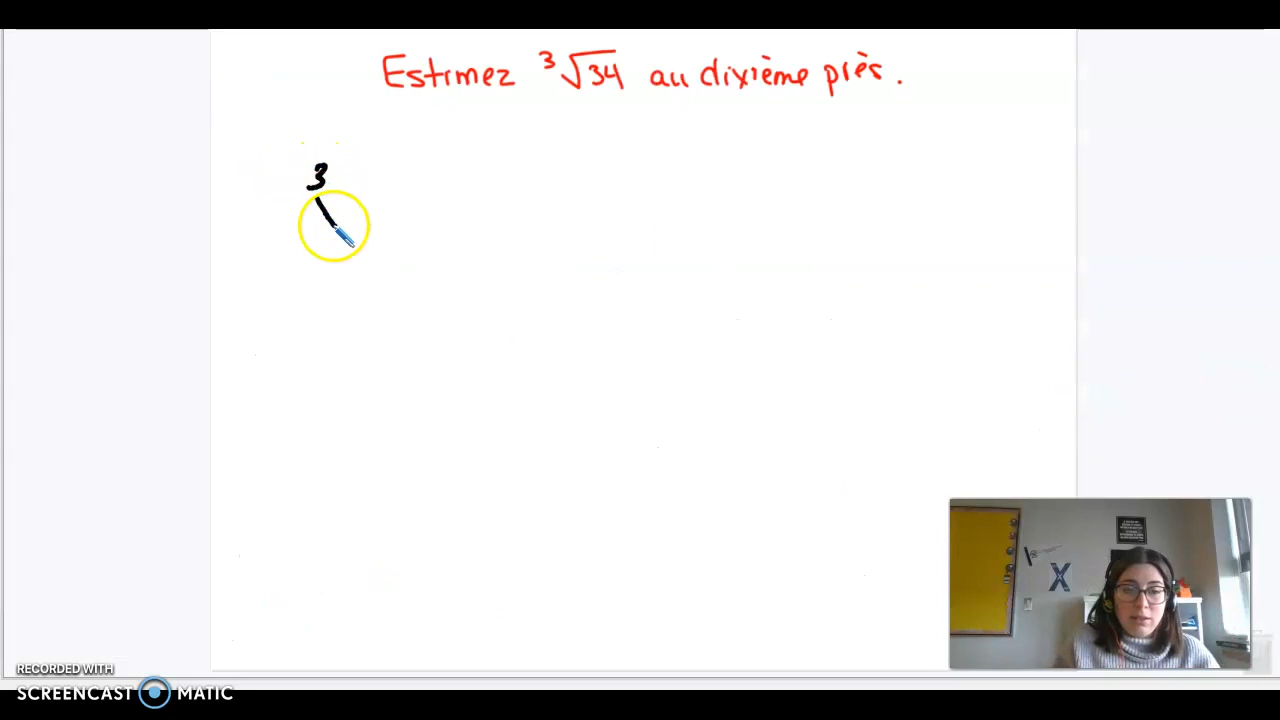 Estimez ³√34 au dixième près.
3
RECORDED WITH
SCREENCAST MATIC